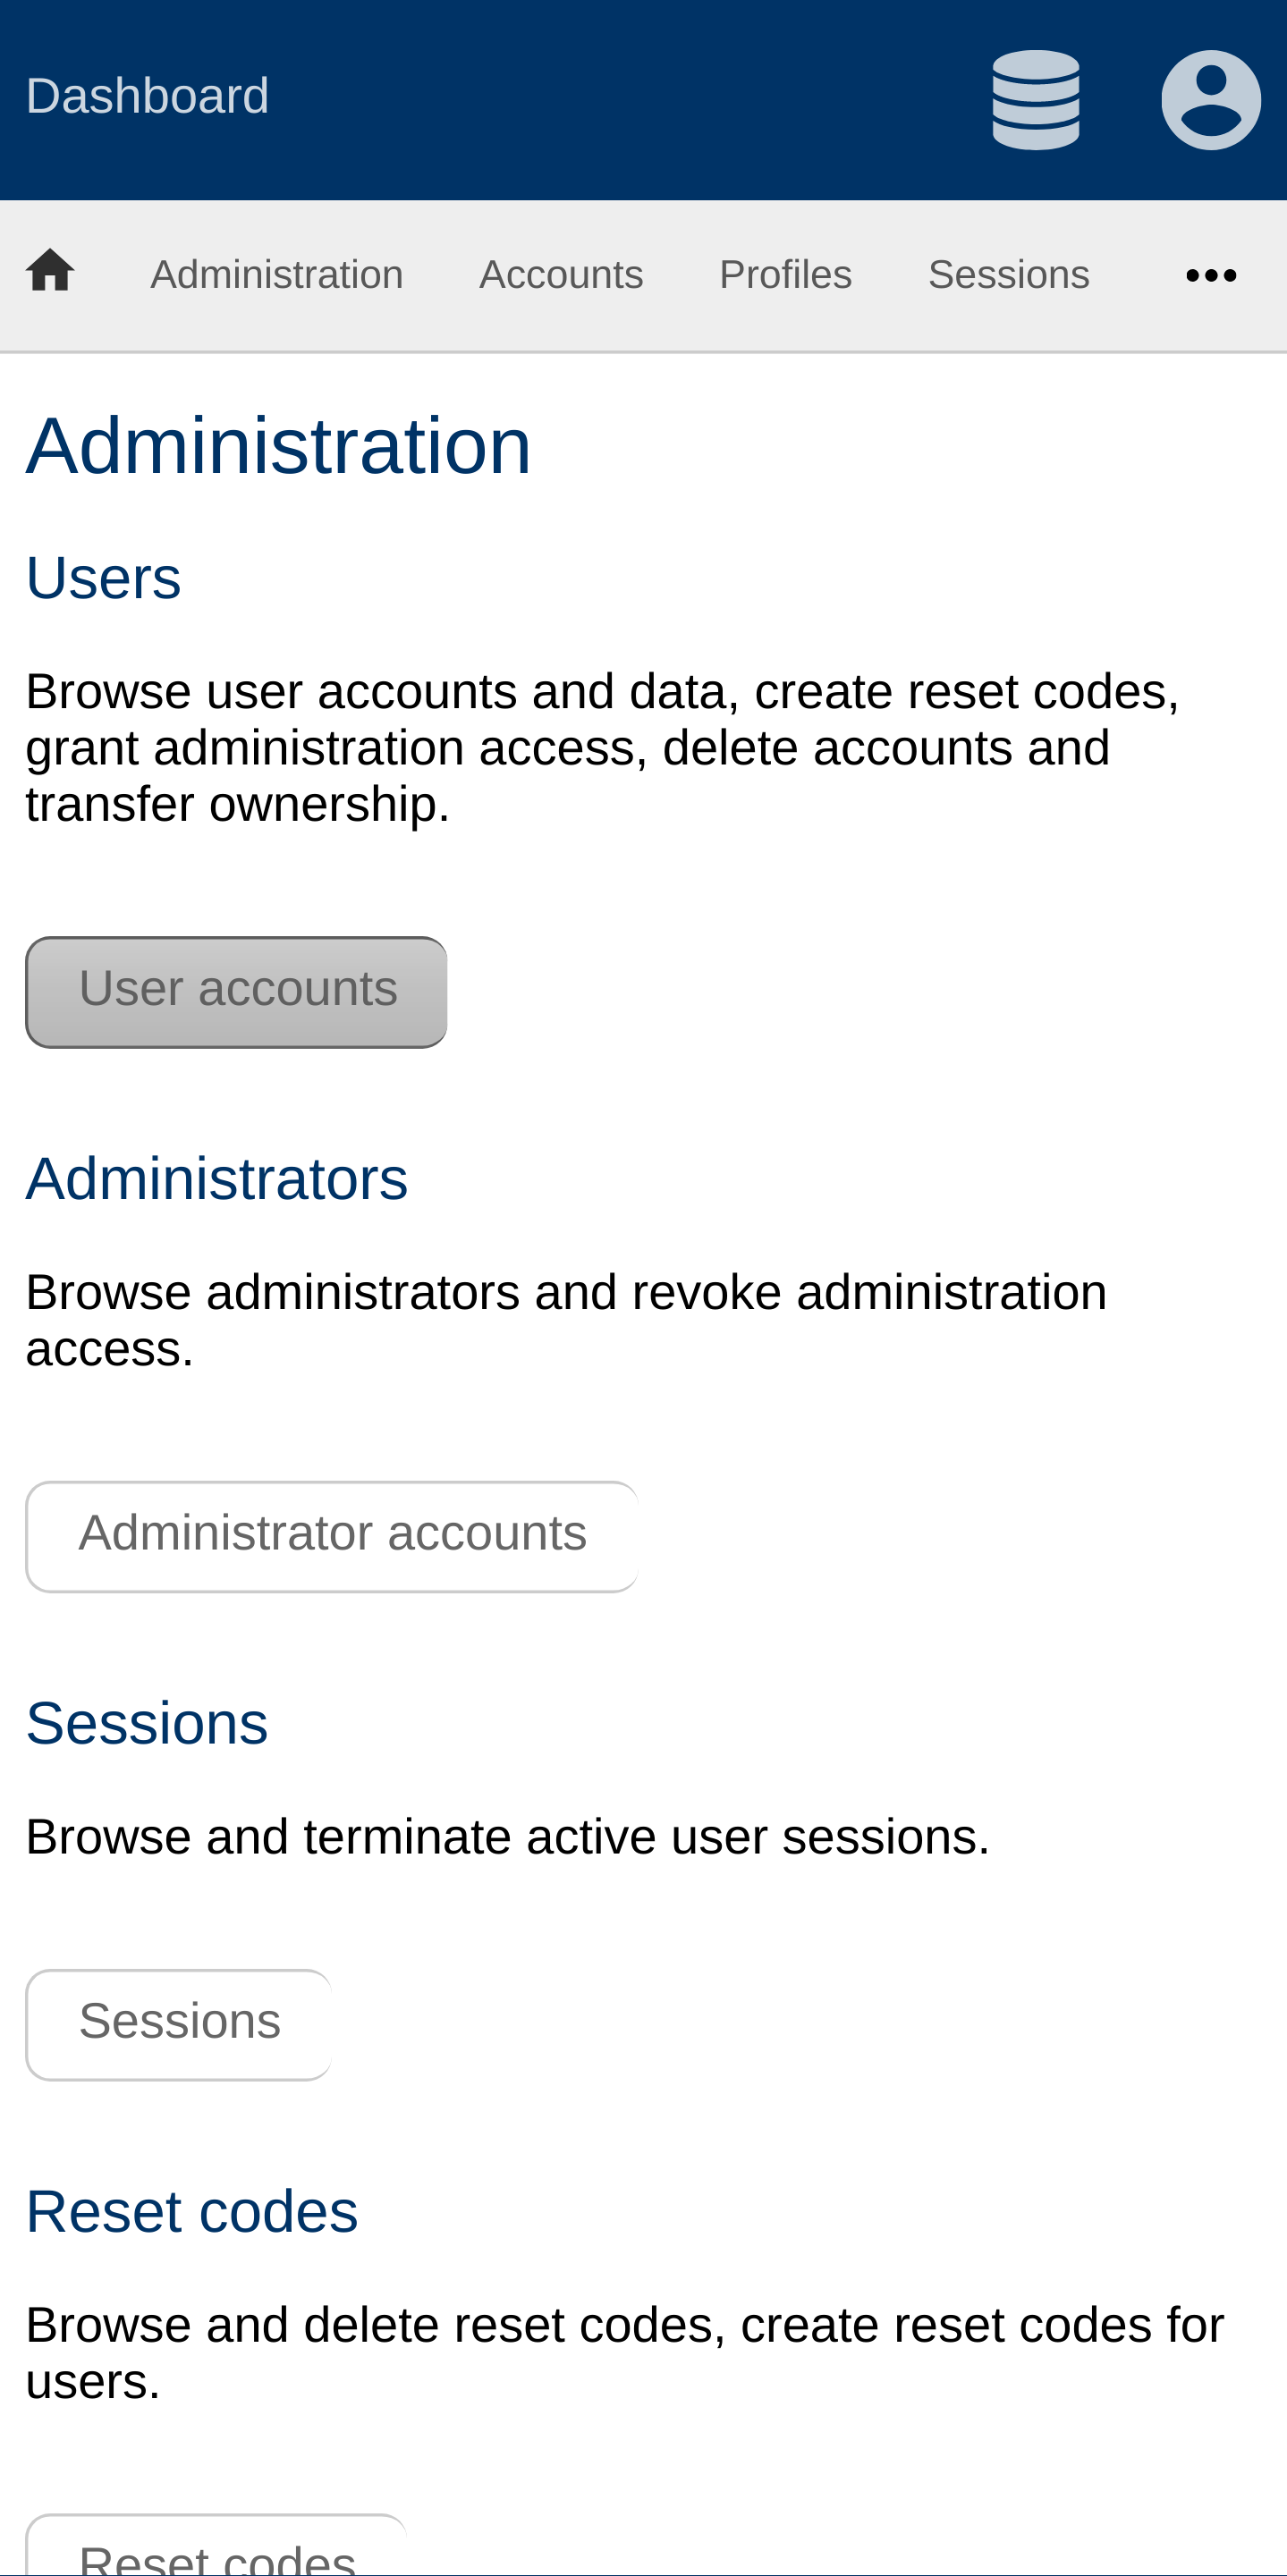 Dashboard
Administration Accounts Profiles Sessions •••
Administration
Users
Browse user accounts and data, create reset codes,
grant administration access, delete accounts and
transfer ownership.
User accounts
Administrators
Browse administrators and revoke administration
access.
Administrator accounts
Sessions
Browse and terminate active user sessions.
Sessions
Reset codes
Browse and delete reset codes, create reset codes for
users.
Reset codes